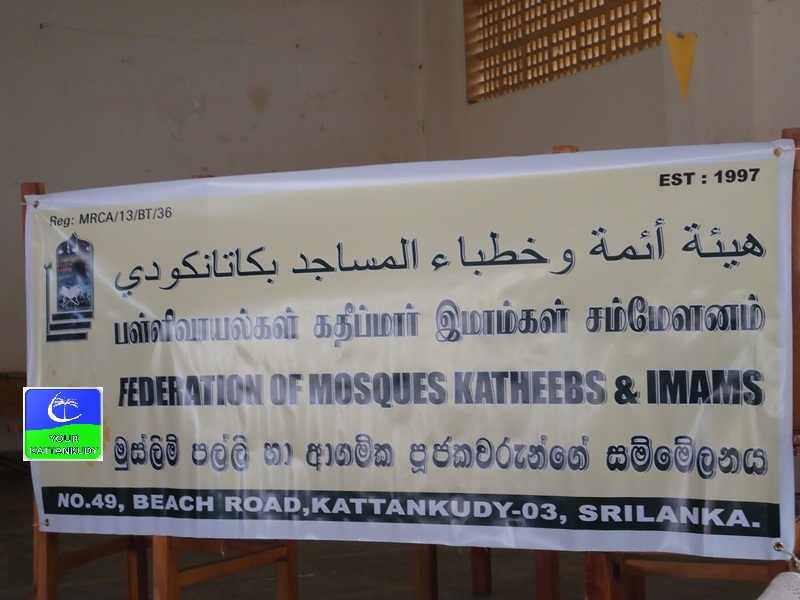 EST : 1997
Reg: MRCA/13/BT/36
هيئة أئمة و خطباء المساجد بكاتانكودي
பள்ளிவாயல்கள் கதீப்மார் இமாம்கள் சம்மேளனம்
FEDERATION OF MOSQUES KATHEEBS & IMAMS
මුස්ලිම් පල්ලි හා ආගමික පූජකවරුන්ගේ සම්මේලනය
NO.49, BEACH ROAD,KATTANKUDY-03, SRILANKA.
YOUR
KATTANKUDY